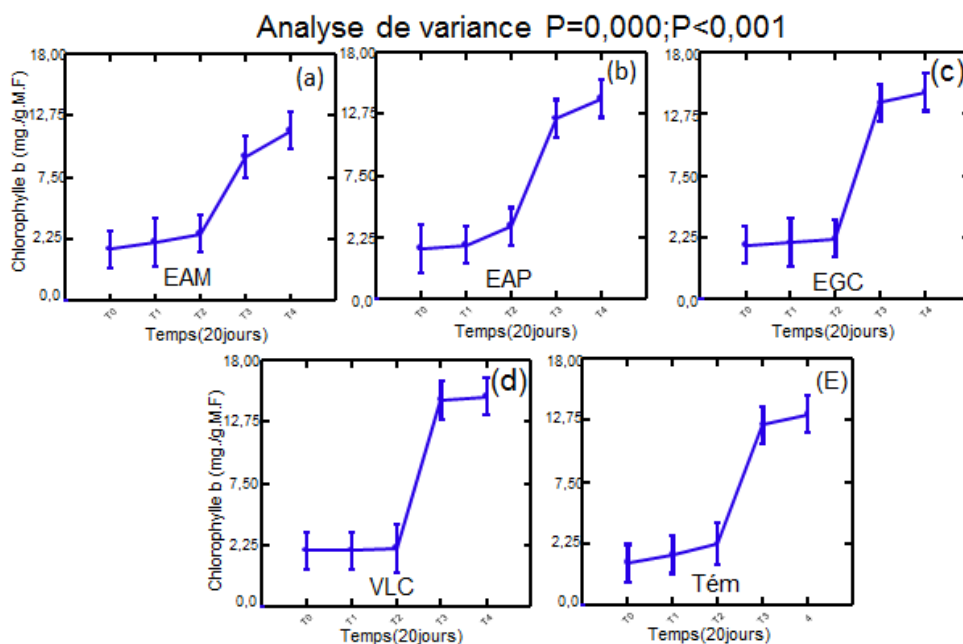 Analyse de variance P=0,000;P<0,001
Chlorophylle b (mg./g.M.F)
18,00
12,75
7,50
2,25
0,0
(a)
EAM
T0 T1 T2 T3 T4
Temps(20jours)
18,00
12,75
7,50
2,25
0,0
(b)
EAP
T0 T1 T2 T3 T4
Temps(20jours)
18,00
12,75
7,50
2,25
0,0
(c)
EGC
T0 T1 T2 T3 T4
Temps(20jours)
Chlorophylle b (mg./g.M.F)
18,00
12,75
7,50
2,25
0,0
(d)
VLC
T0 T1 T2 T3 T4
Temps(20jours)
18,00
12,75
7,50
2,25
0,0
(E)
Tém
T0 T1 T2 T3 4
Temps(20jours)